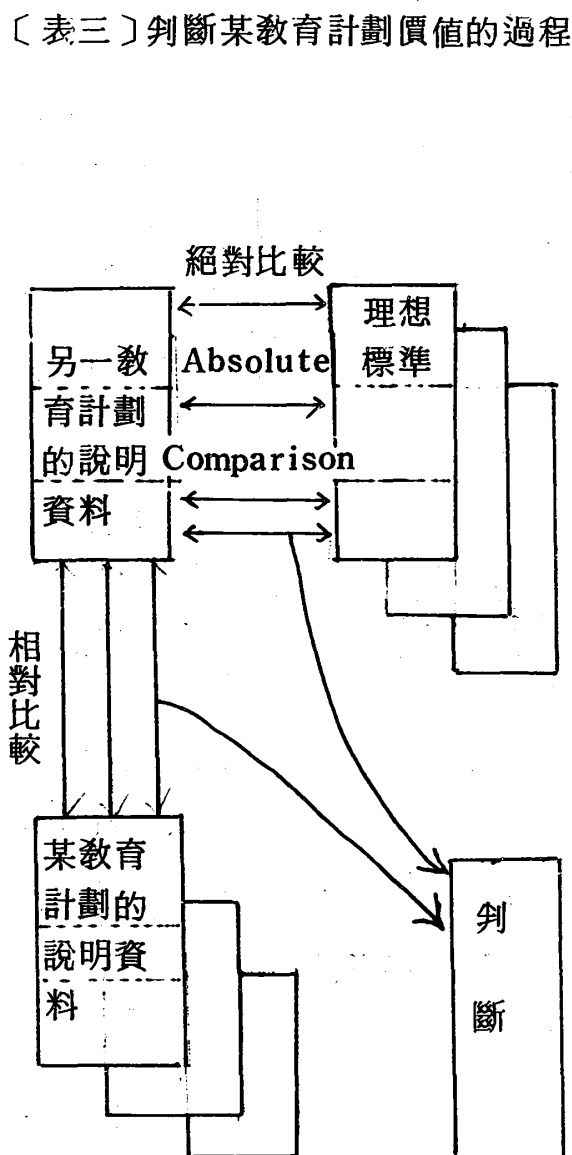 〔表三〕判斷某教育計劃價值的過程
絕對比較
Absolute
Comparison
另一教
育計劃
的說明
資料
理想
標準
相對比較
某教育
計劃的
說明資
料
判
斷